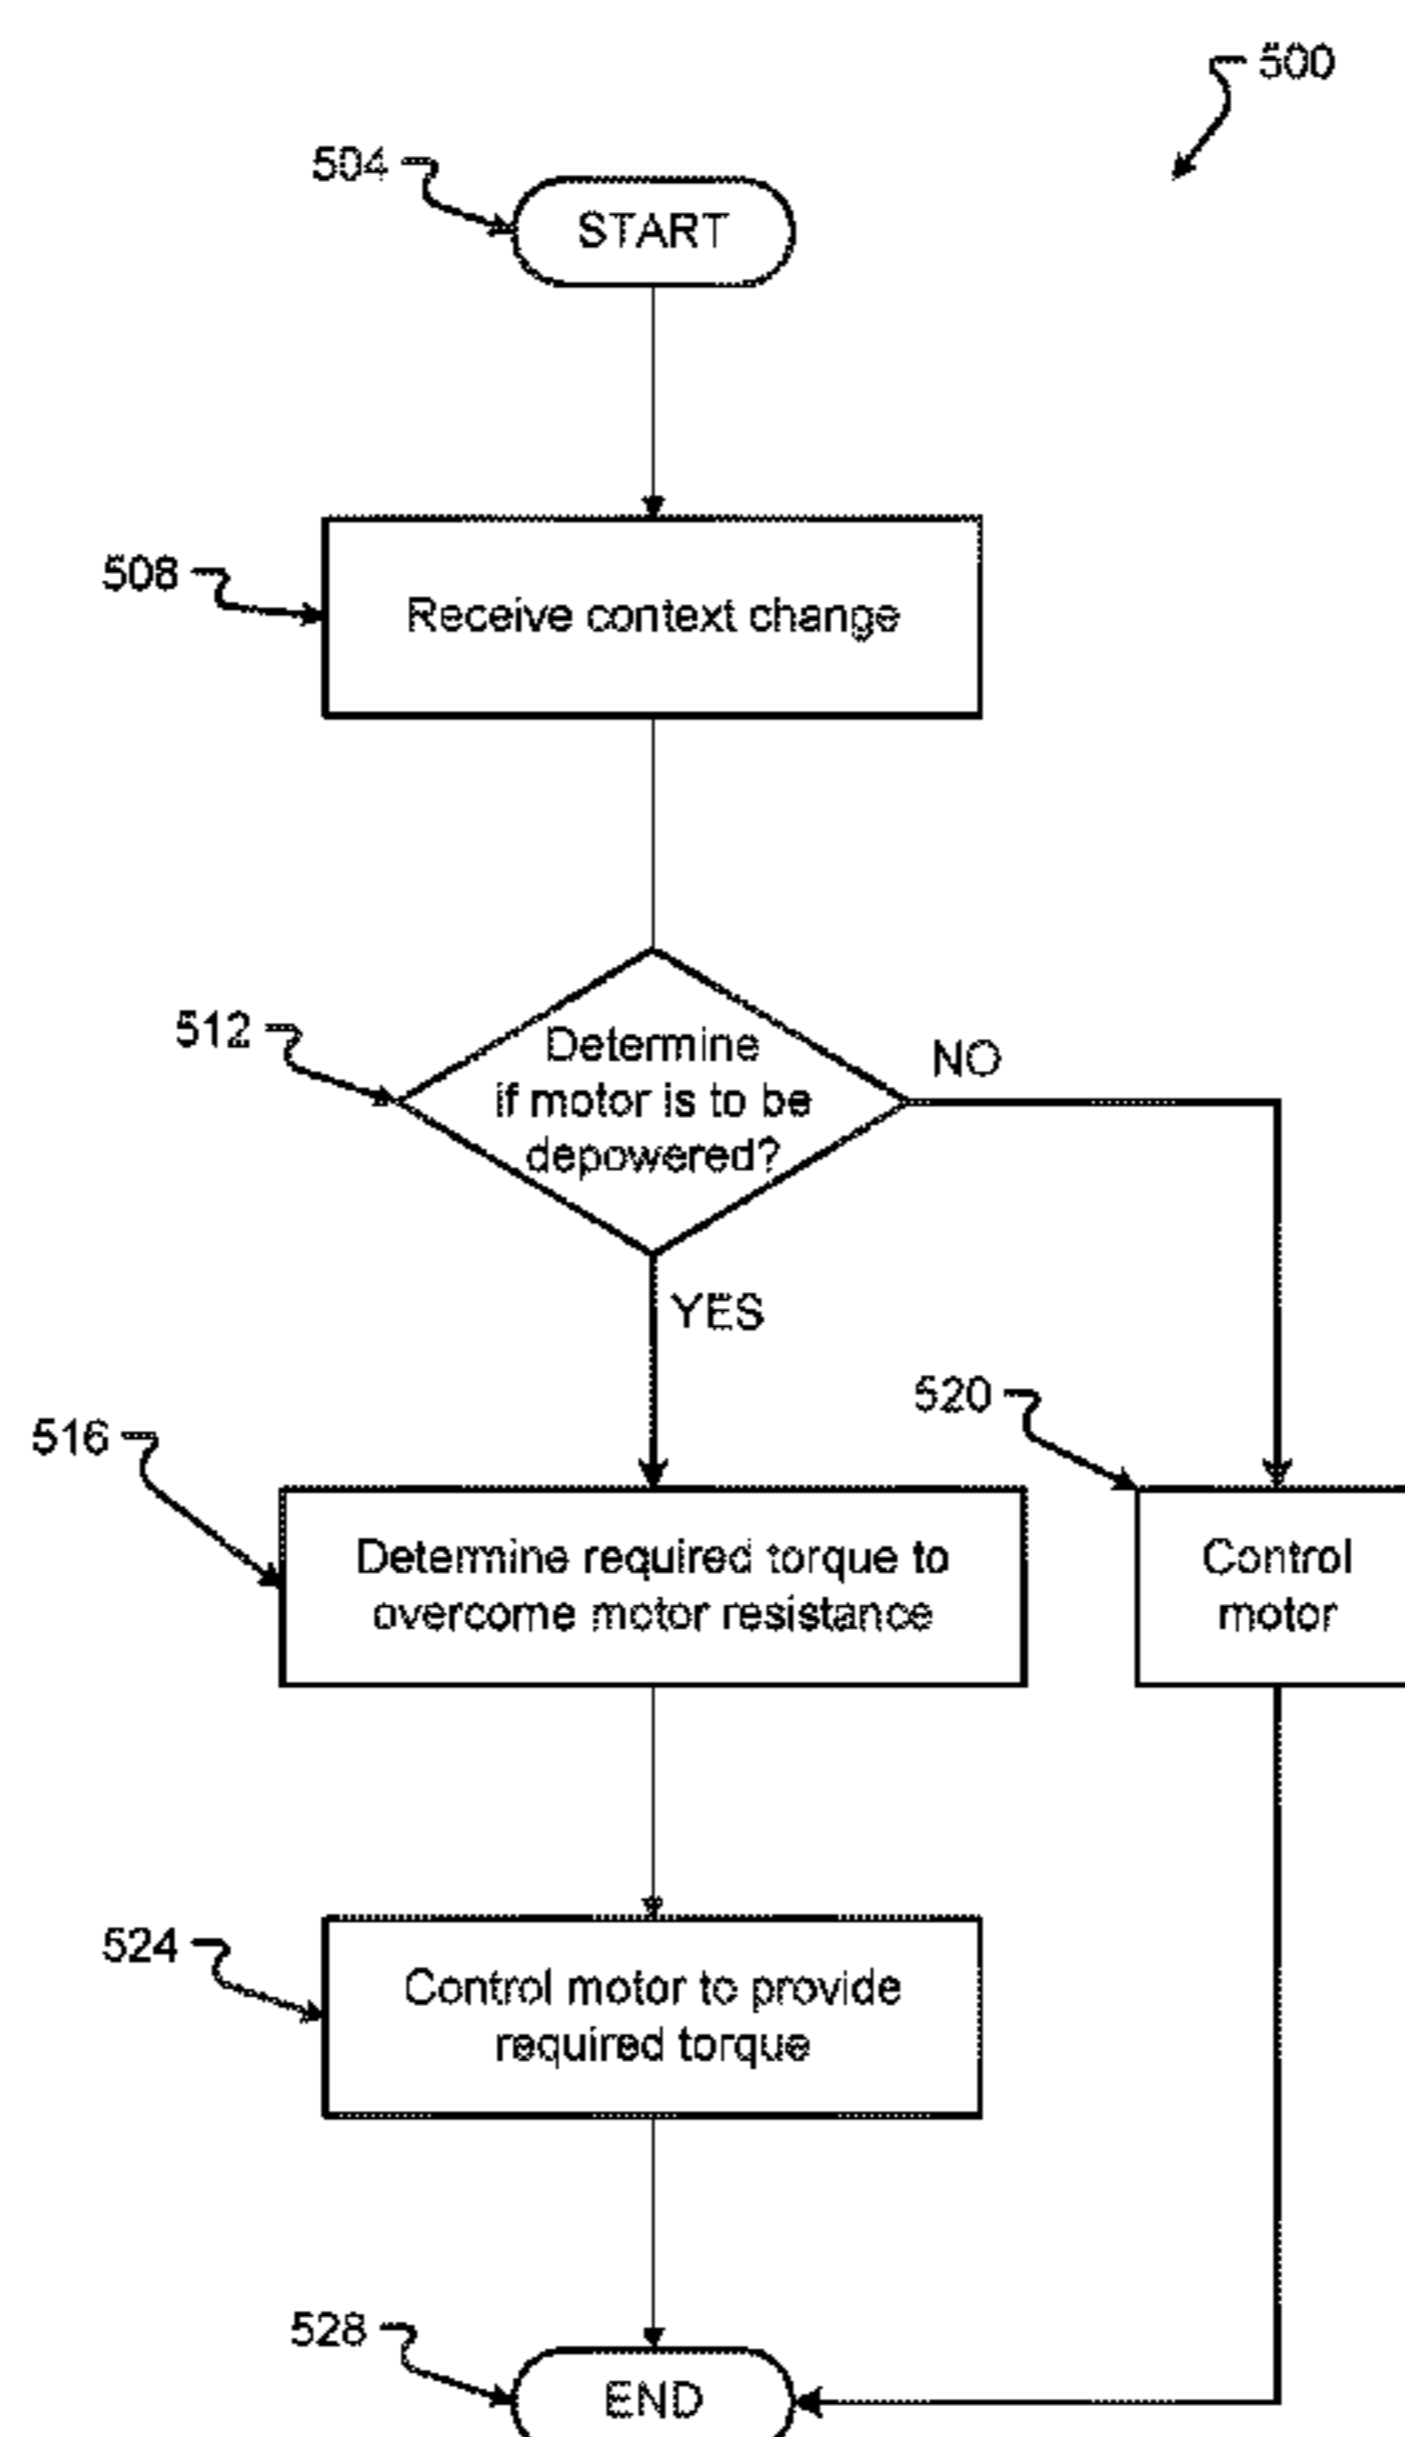 500
504
START
508
Receive context change
512
Determine
if motor is to be
depowered?
NO
YES
516
520
Determine required torque to
overcome motor resistance
Control
motor
524
Control motor to provide
required torque
528
END